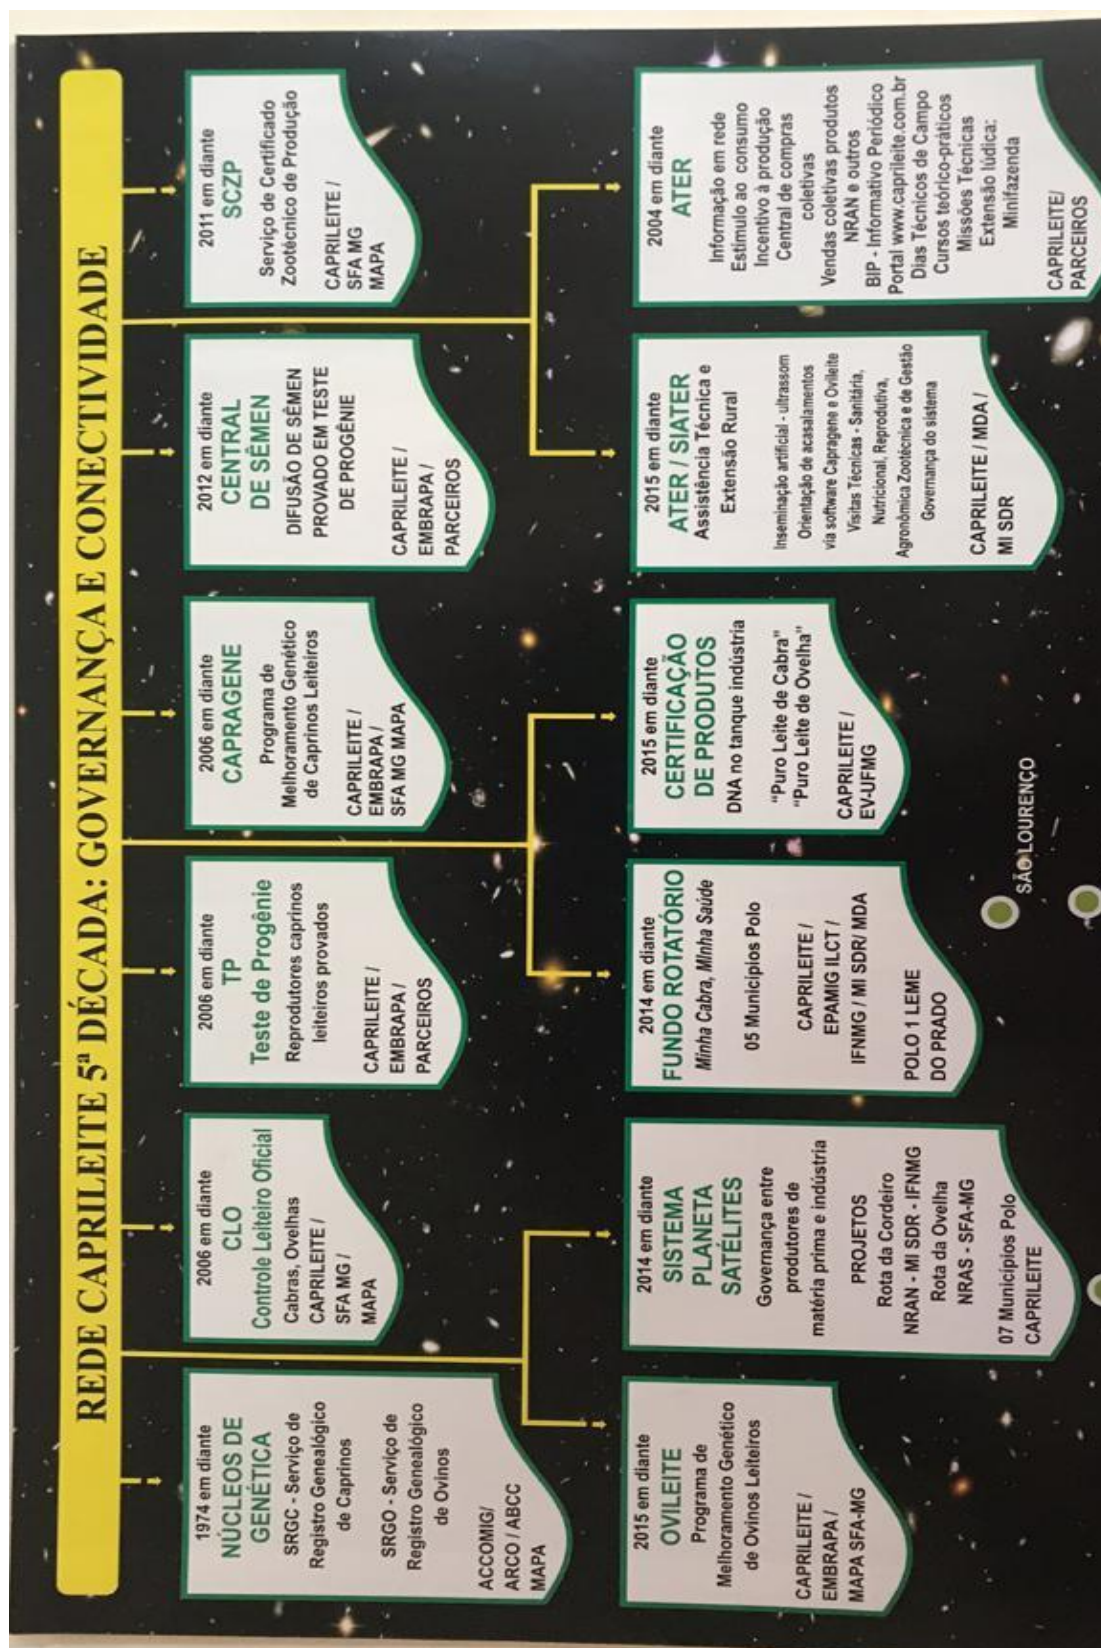 REDE CAPRILEITE 5ª DÉCADA: GOVERNANÇA E CONECTIVIDADE
1974 em diante
NÚCLEOS DE
GENÉTICA
SRGC - Serviço de
Registro Genealógico
de Caprinos
SRGO - Serviço de
Registro Genealógico
de Ovinos
ACCOMIG/
ARCO / ABCC
MAPA
2006 em diante
CLO
Controle Leiteiro Oficial
Cabras, Ovelhas
CAPRILEITE /
SFA MG /
MAPA
2006 em diante
TP
Teste de Progênie
Reprodutores caprinos
leiteiros provados
CAPRILEITE /
EMBRAPA /
PARCEIROS
2006 em diante
CAPRAGENE
Programa de
Melhoramento Genético
de Caprinos Leiteiros
CAPRILEITE /
EMBRAPA /
SFA MG MAPA
2012 em diante
CENTRAL
DE SÊMEN
DIFUSÃO DE SÊMEN
PROVADO EM TESTE
DE PROGÊNIE
CAPRILEITE /
EMBRAPA /
PARCEIROS
2011 em diante
SCZP
Serviço de Certificado
Zootécnico de Produção
CAPRILEITE /
SFA MG
MAPA
2015 em diante
OVILEITE
Programa de
Melhoramento Genético
de Ovinos Leiteiros
CAPRILEITE /
EMBRAPA /
MAPA SFA-MG
2014 em diante
SISTEMA
PLANETA
SATÉLITES
Governança entre
produtores de
matéria prima e indústria
PROJETOS
Rota da Cordeiro
NRAN - MI SDR - IFNMG
Rota da Ovelha
NRAS - SFA-MG
07 Municípios Polo
CAPRILEITE
2014 em diante
FUNDO ROTATÓRIO
Minha Cabra, MInha Saúde
05 Municípios Polo
CAPRILEITE /
EPAMIG ILCT /
IFNMG / MI SDR/ MDA
POLO 1 LEME
DO PRADO
2015 em diante
CERTIFICAÇÃO
DE PRODUTOS
DNA no tanque indústria
"Puro Leite de Cabra"
"Puro Leite de Ovelha"
CAPRILEITE /
EV-UFMG
2015 em diante
ATER / SIATER
Assistência Técnica e
Extensão Rural
Inseminação artificial - ultrassom
Orientação de acasalamentos
via software Capragene e Ovileite
Visitas Técnicas - Sanitária,
Nutricional, Reprodutiva,
Agronômica Zootécnica e de Gestão
Governança do sistema
CAPRILEITE / MDA /
MI SDR
2004 em diante
ATER
Informação em rede
Estímulo ao consumo
Incentivo à produção
Central de compras
coletivas
Vendas coletivas produtos
NRAN e outros
BIP - Informativo Periódico
Portal www.caprileite.com.br
Dias Técnicos de Campo
Cursos teórico-práticos
Missões Técnicas
Extensão lúdica:
Minifazenda
CAPRILEITE/
PARCEIROS
SÃO LOURENÇO